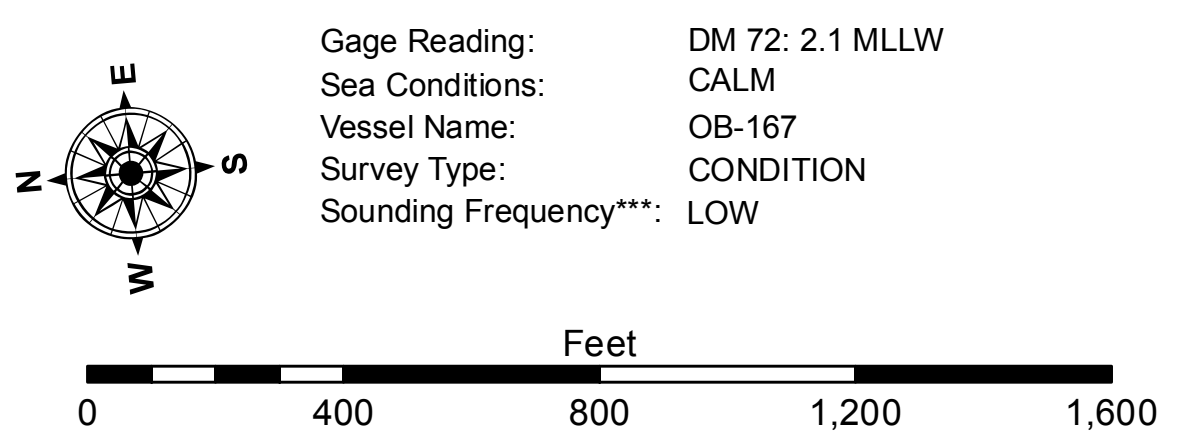 E
N
S
W
Gage Reading: DM 72: 2.1 MLLW
Sea Conditions: CALM
Vessel Name: OB-167
Survey Type: CONDITION
Sounding Frequency***: LOW
Feet
0 400 800 1,200 1,600